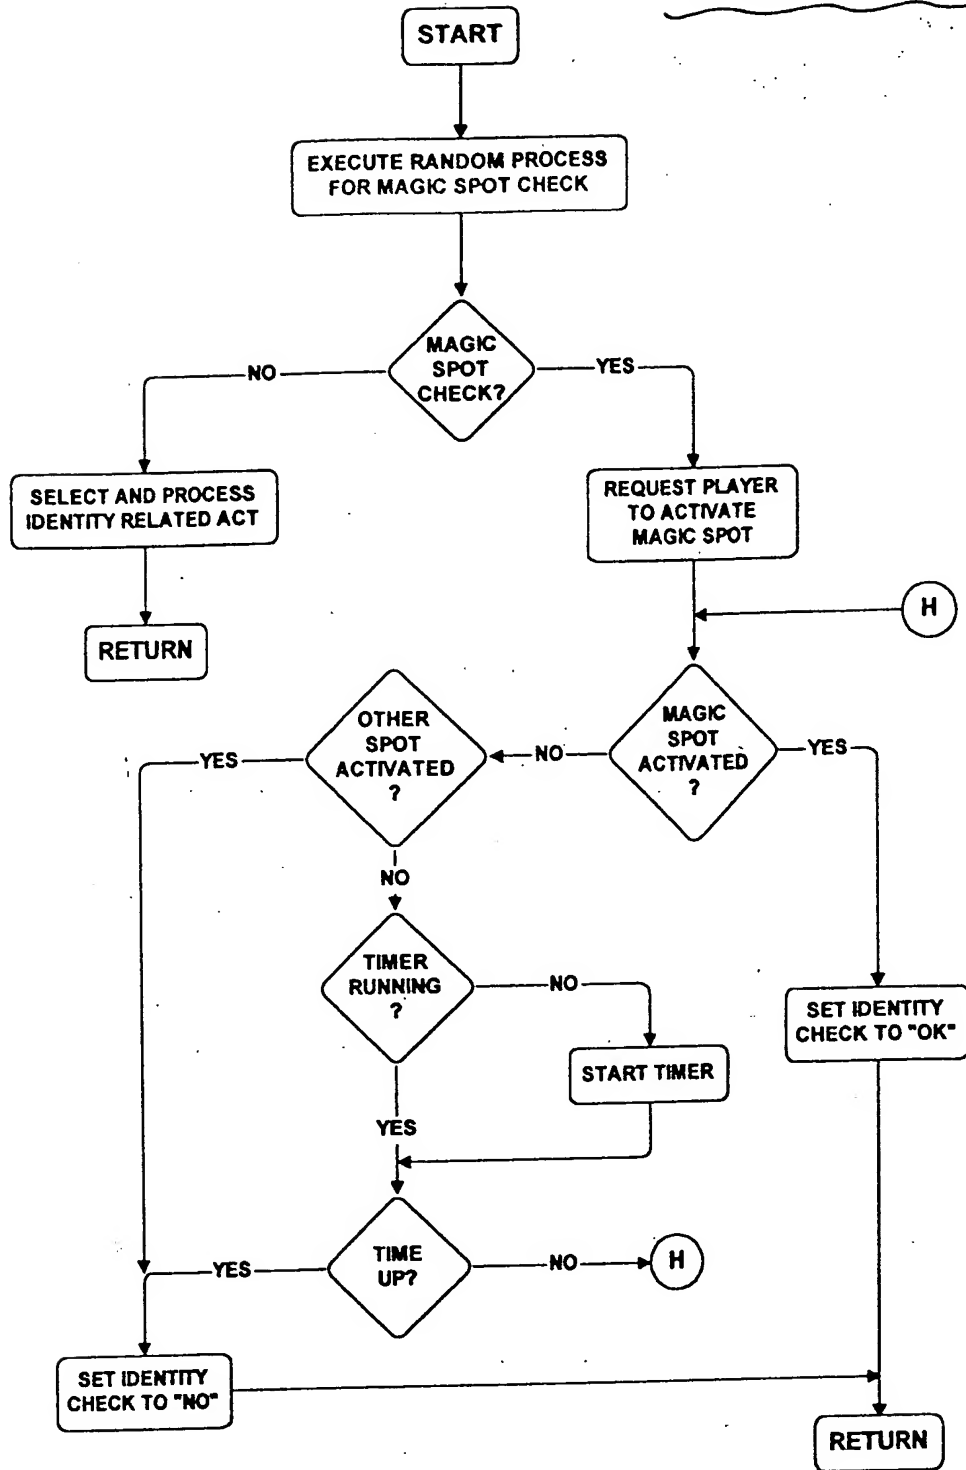 START
EXECUTE RANDOM PROCESS
FOR MAGIC SPOT CHECK
MAGIC
SPOT
CHECK?
NO
YES
SELECT AND PROCESS
IDENTITY RELATED ACT
REQUEST PLAYER
TO ACTIVATE
MAGIC SPOT
RETURN
H
OTHER
SPOT
ACTIVATED
?
MAGIC
SPOT
ACTIVATED
?
YES
NO
YES
NO
TIMER
RUNNING
?
NO
SET IDENTITY
CHECK TO "OK"
START TIMER
YES
TIME
UP?
YES
NO
H
SET IDENTITY
CHECK TO "NO"
RETURN